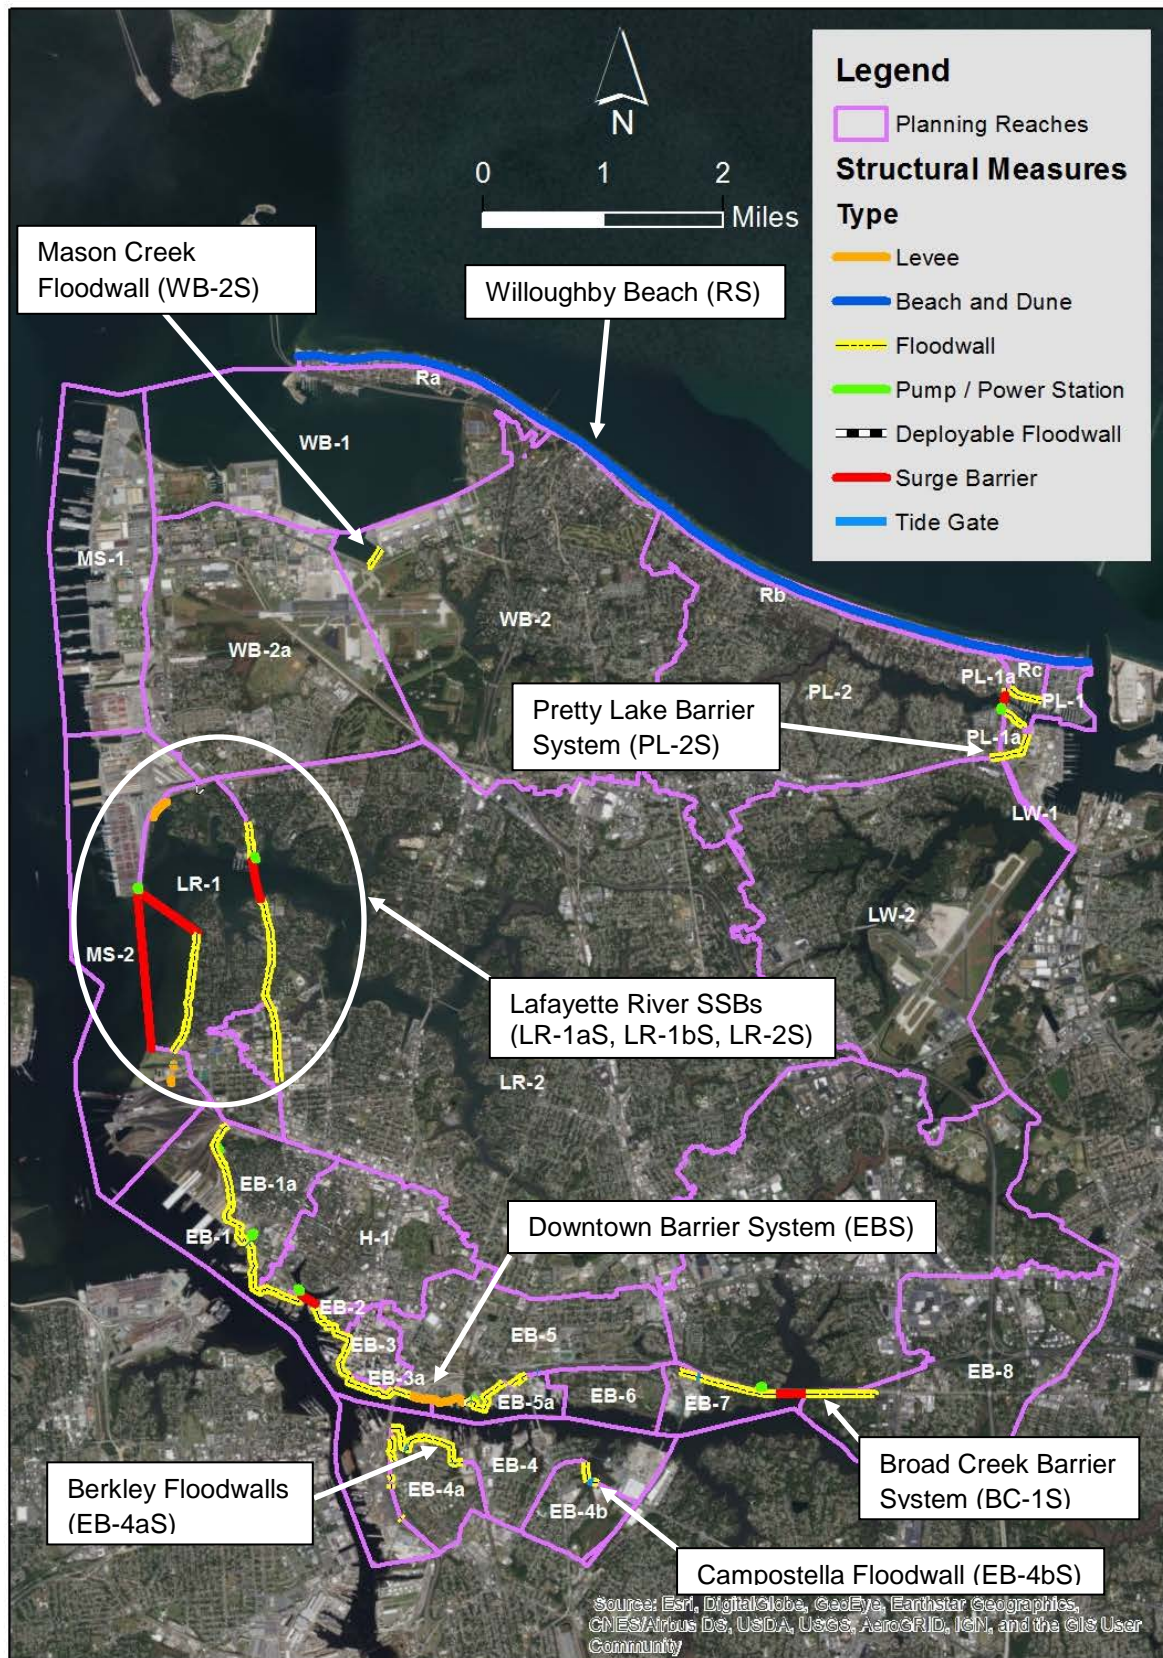 N
0 1 2
Miles
Legend
Planning Reaches
Structural Measures
Type
Levee
Beach and Dune
Floodwall
Pump / Power Station
Deployable Floodwall
Surge Barrier
Tide Gate
Mason Creek
Floodwall (WB-2S)
Willoughby Beach (RS)
Ra
WB-1
MS-1
Rb
WB-2
WB-2a
PL-1a
Rc
PL-2
PL-1
Pretty Lake Barrier
System (PL-2S)
PL-1a
LW-1
LR-1
LW-2
MS-2
Lafayette River SSBs
(LR-1aS, LR-1bS, LR-2S)
LR-2
EB-1a
Downtown Barrier System (EBS)
EB-1
H-1
EB-2
EB-3
EB-5
EB-3a
EB-8
EB-6
EB-5a
EB-7
Berkley Floodwalls
(EB-4aS)
EB-4
EB-4a
EB-4b
Broad Creek Barrier
System (BC-1S)
Campostella Floodwall (EB-4bS)
Source: Esri, DigitalGlobe, GeoEye, Earthstar Geographics,
CNES/Airbus DS, USDA, USGS, AeroGRID, IGN, and the GIS User
Community